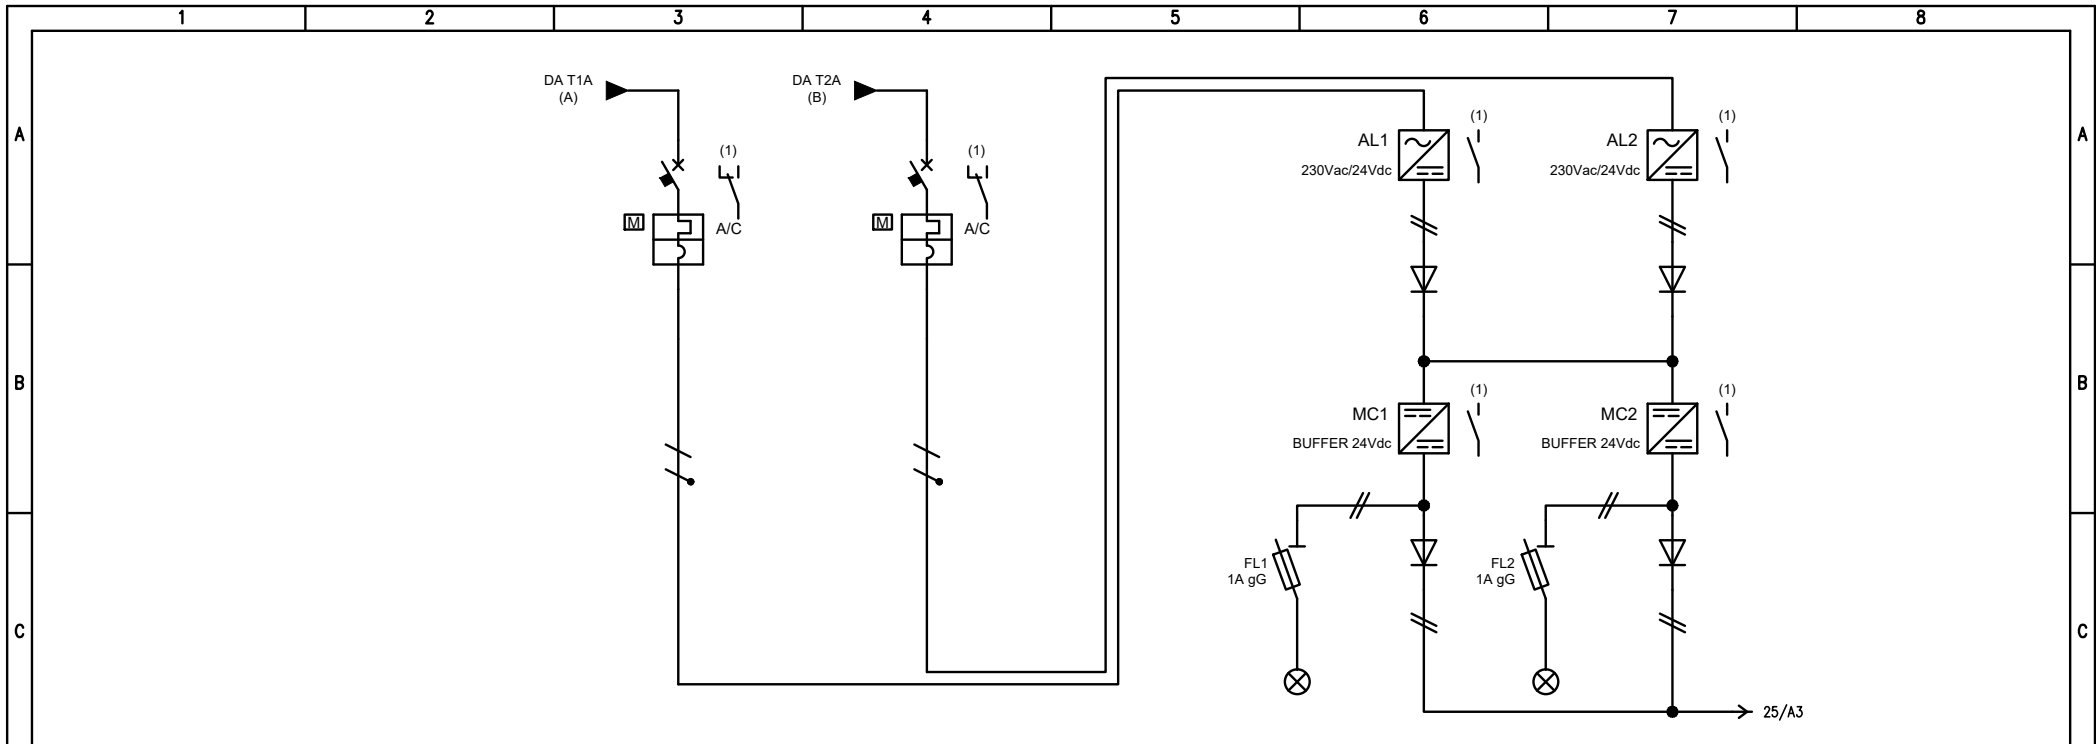 1 2 3 4 5 6 7 8
A
DA T1A
(A)
(1)
M
A/C
DA T2A
(B)
(1)
M
A/C
AL1
230Vac/24Vdc
(1)
AL2
230Vac/24Vdc
(1)
A
B
MC1
BUFFER 24Vdc
(1)
MC2
BUFFER 24Vdc
(1)
B
C
FL1
1A gG
FL2
1A gG
C
25/A3